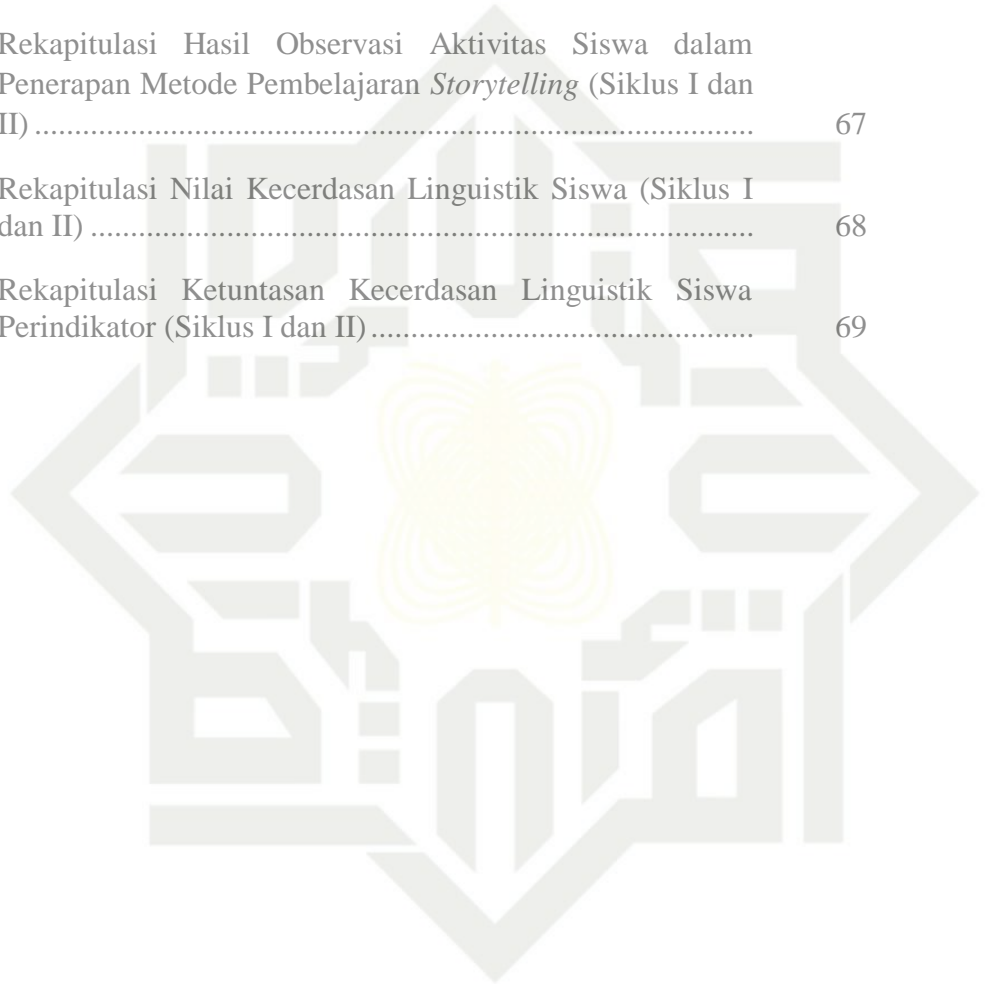 Rekapitulasi Hasil Observasi Aktivitas Siswa dalam
Penerapan Metode Pembelajaran Storytelling (Siklus I dan
II) .......................................................................................... 67
Rekapitulasi Nilai Kecerdasan Linguistik Siswa (Siklus I
dan II) ................................................................................... 68
Rekapitulasi Ketuntasan Kecerdasan Linguistik Siswa
Perindikator (Siklus I dan II) ................................................ 69